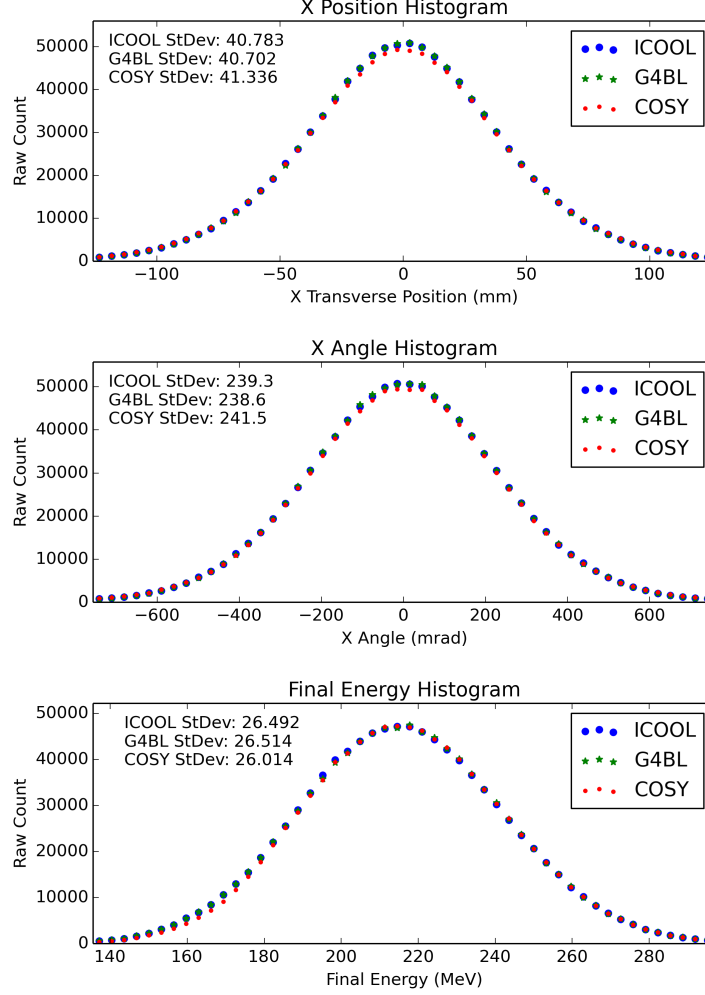 X Position Histogram
ICOOL StDev: 40.783
G4BL StDev: 40.702
COSY StDev: 41.336
ICOOL
G4BL
COSY
50000
40000
30000
20000
10000
0
Raw Count
−100 −50 0 50 100
X Transverse Position (mm)
X Angle Histogram
ICOOL StDev: 239.3
G4BL StDev: 238.6
COSY StDev: 241.5
ICOOL
G4BL
COSY
50000
40000
30000
20000
10000
0
Raw Count
−600 −400 −200 0 200 400 600
X Angle (mrad)
Final Energy Histogram
ICOOL StDev: 26.492
G4BL StDev: 26.514
COSY StDev: 26.014
ICOOL
G4BL
COSY
50000
40000
30000
20000
10000
0
Raw Count
140 160 180 200 220 240 260 280
Final Energy (MeV)